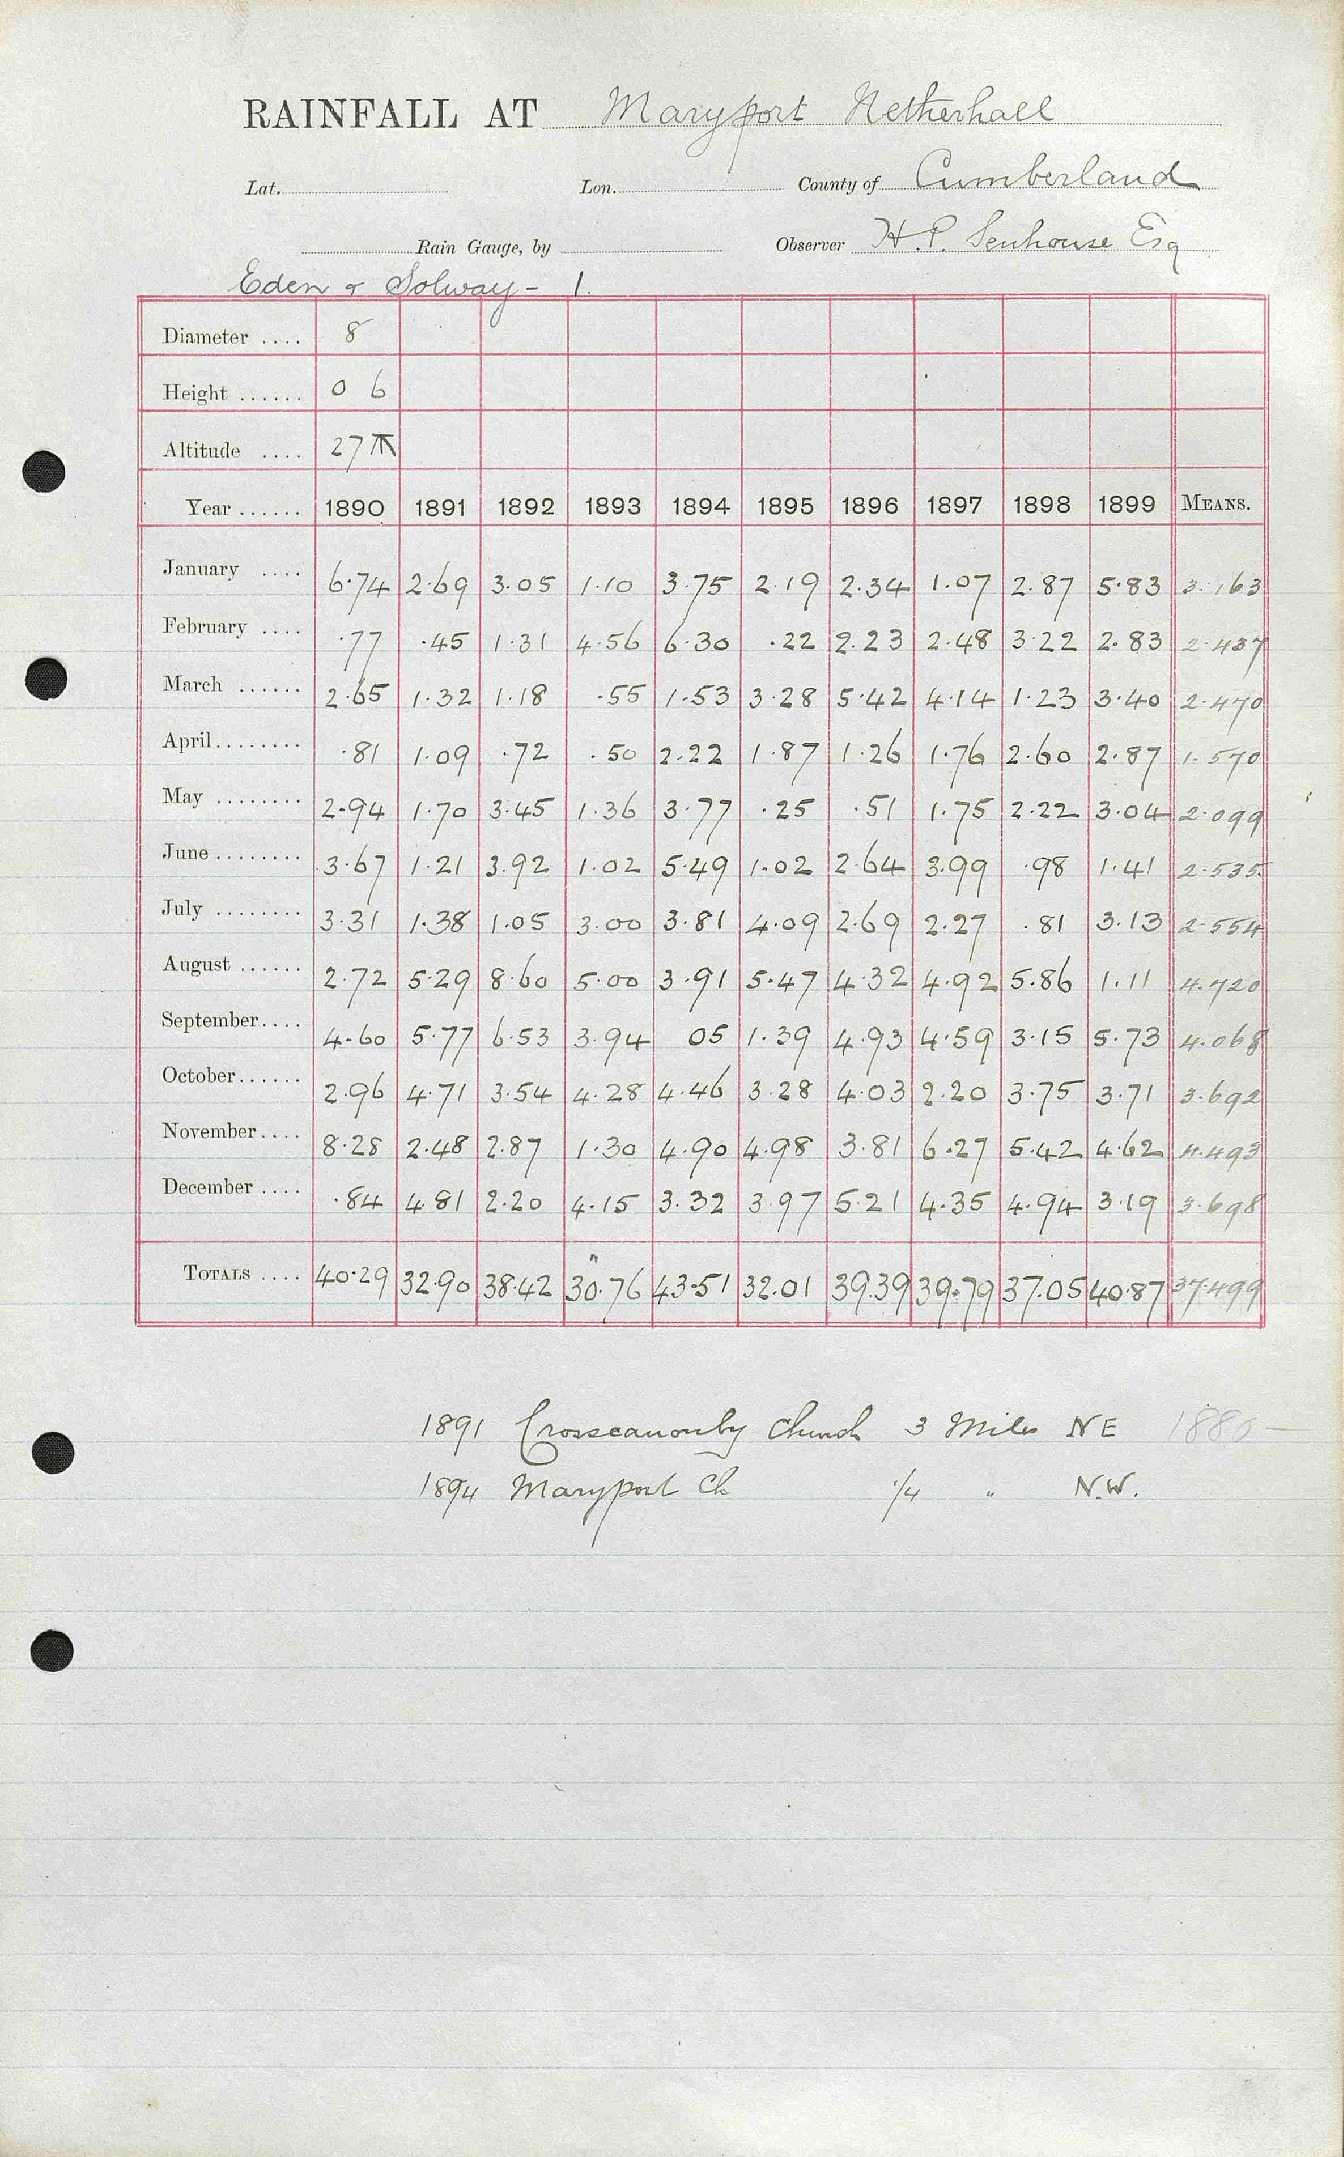 RAINFALL AT Maryport Netherhall
Lat. Lon. County of Cumberland
Rain Gauge, by Observer H.P. Senhouse Esq
Eden & Solway - 1.
Diameter .... 8
Height ...... 0 6
Altitude .... 27
Year ...... 1890 1891 1892 1893 1894 1895 1896 1897 1898 1899 MEANS.
January .... 6.74 2.69 3.05 1.10 3.75 2.19 2.34 1.07 2.87 5.83 3.163
February .... .77 .45 1.31 4.56 6.30 .22 2.23 2.48 3.22 2.83 2.437
March ...... 2.65 1.32 1.18 .55 1.53 3.28 5.42 4.14 1.23 3.40 2.470
April........ .81 1.09 .72 .50 2.22 1.87 1.26 1.76 2.60 2.87 1.570
May ........ 2.94 1.70 3.45 1.36 3.77 .25 .51 1.75 2.22 3.04 2.099
June........ 3.67 1.21 3.92 1.02 5.49 1.02 2.64 3.99 .98 1.41 2.535
July ........ 3.31 1.38 1.05 3.00 3.81 4.09 2.69 2.27 .81 3.13 2.554
August ...... 2.72 5.29 8.60 5.00 3.91 5.47 4.32 4.92 5.86 1.11 4.720
September.... 4.60 5.77 6.53 3.94 05 1.39 4.93 4.59 3.15 5.73 4.068
October...... 2.96 4.71 3.54 4.28 4.46 3.28 4.03 2.20 3.75 3.71 3.692
November.... 8.28 2.48 2.87 1.30 4.90 4.98 3.81 6.27 5.42 4.62 4.493
December .... .84 4.81 2.20 4.15 3.32 3.97 5.21 4.35 4.94 3.19 3.698
TOTALS .... 40.29 32.90 38.42 30.76 43.51 32.01 39.39 39.79 37.05 40.87 37.499
1891 Crosscanonby Church 3 Miles NE 1880-
1894 Maryport Ch 1/4 " N.W.